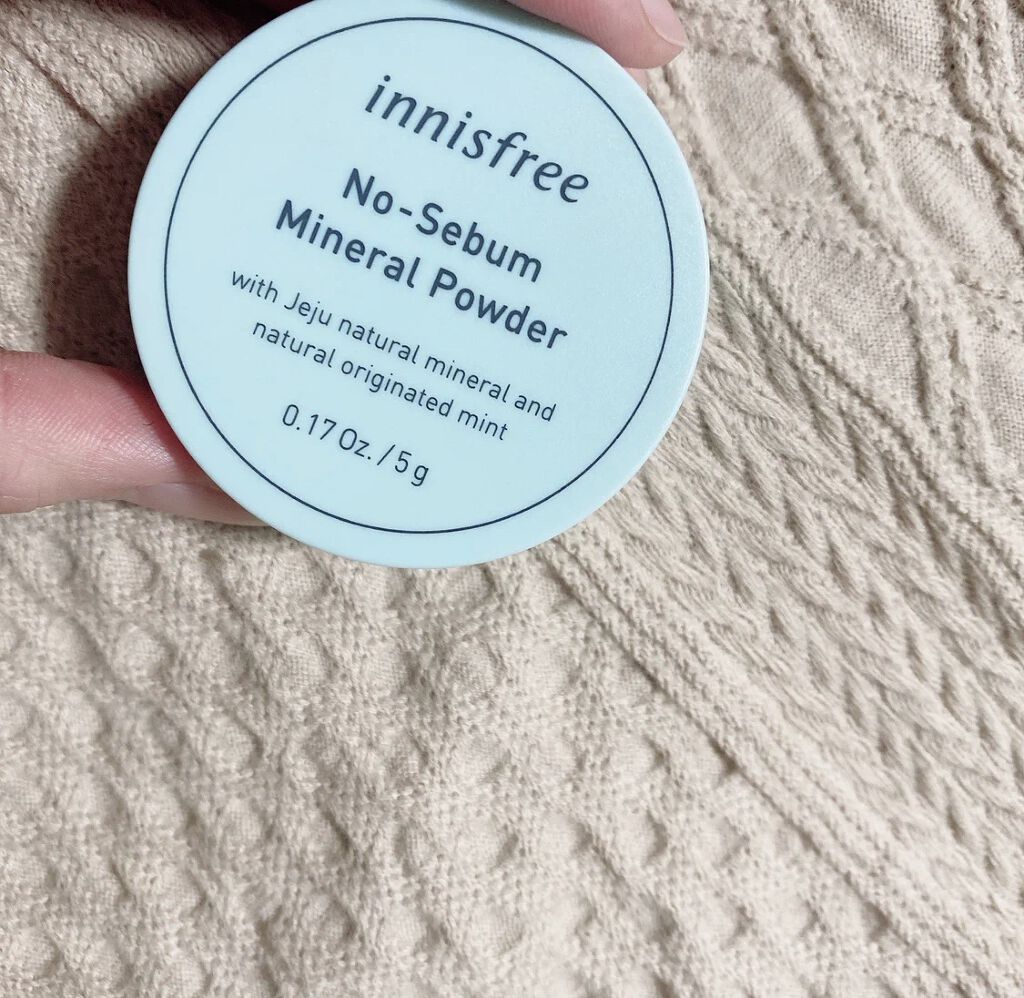 innisfree
No-Sebum
Mineral Powder
with Jeju natural mineral and
natural originated mint
0.17 Oz. / 5 g